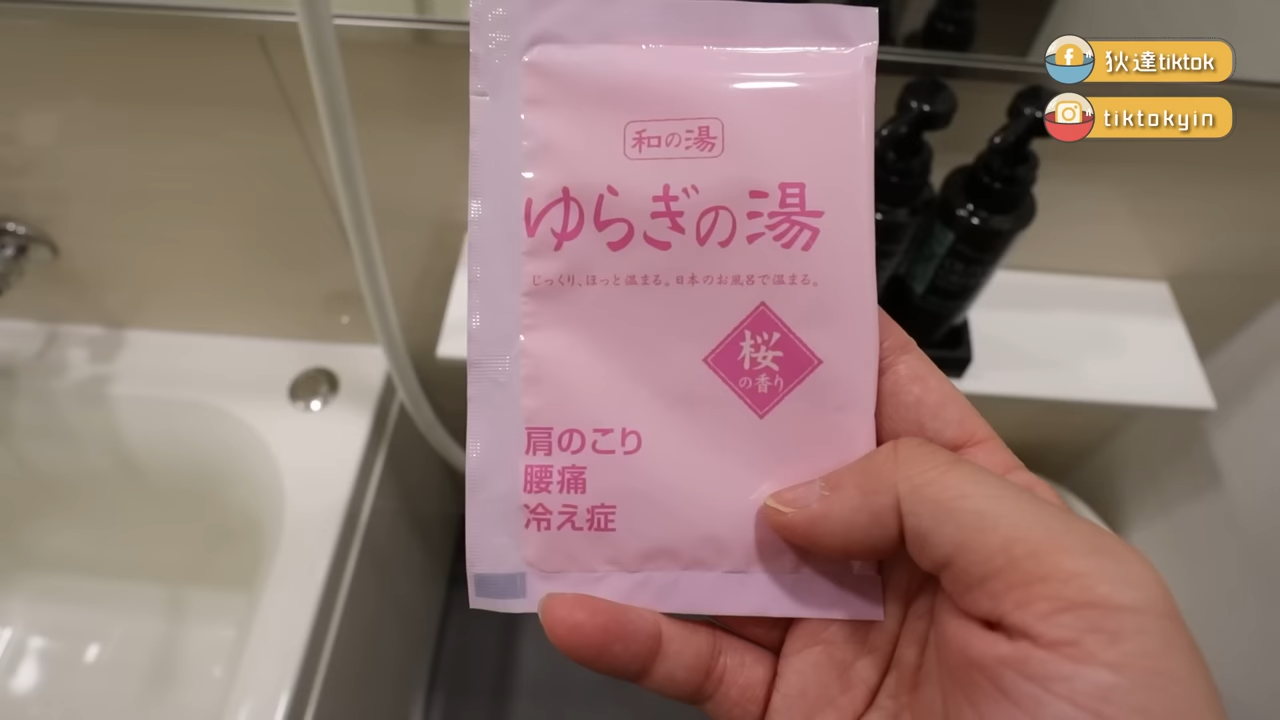 狄達tiktok
tiktokyin
和の湯
ゆらぎの湯
じっくり、ほっと温まる。日本のお風呂で温まる。
桜
の香り
肩のこり
腰痛
冷え症